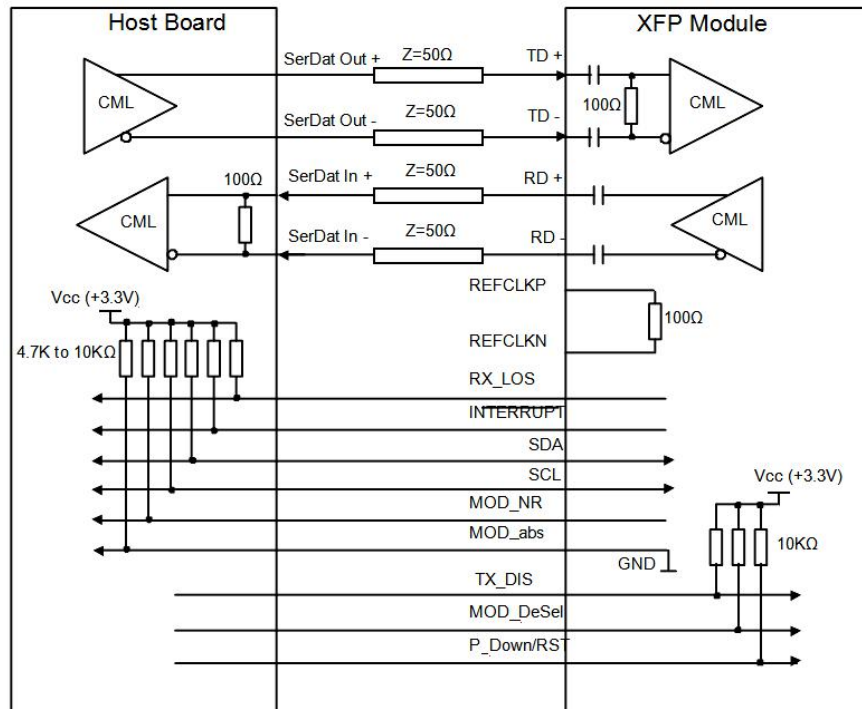 Host Board
XFP Module
SerDat Out +
Z=50Ω
TD +
CML
100Ω
CML
SerDat Out -
Z=50Ω
TD -
SerDat In +
Z=50Ω
RD +
100Ω
CML
CML
SerDat In -
Z=50Ω
RD -
REFCLKP
Vcc (+3.3V)
100Ω
REFCLKN
4.7K to 10KΩ
RX_LOS
INTERRUPT
SDA
SCL
Vcc (+3.3V)
MOD_NR
MOD_abs
10KΩ
GND
TX_DIS
MOD_DeSel
P_Down/RST